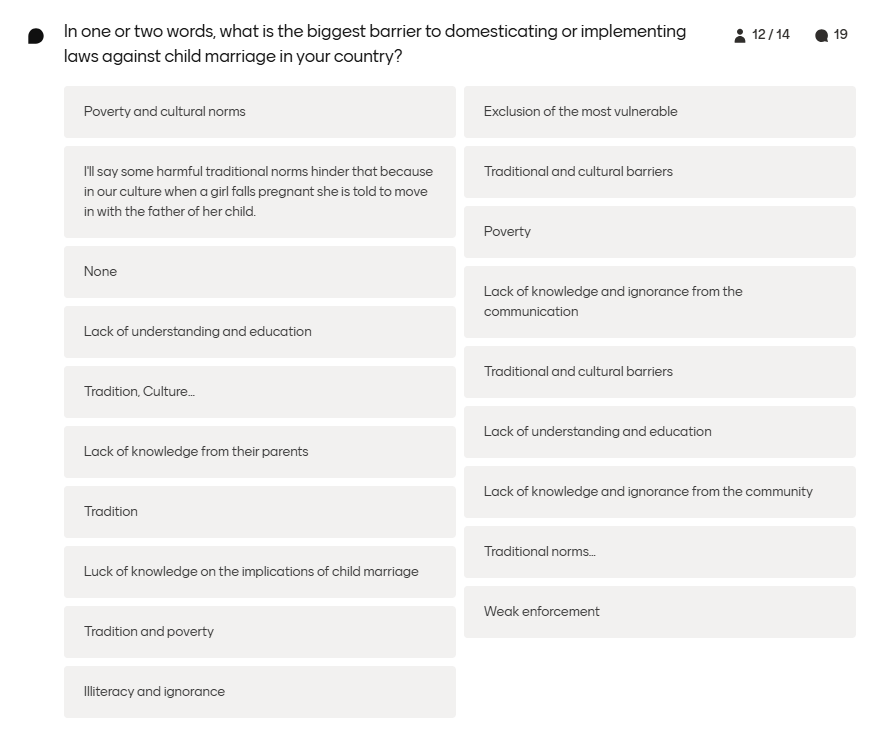 In one or two words, what is the biggest barrier to domesticating or implementing
laws against child marriage in your country?
12 / 14
19
Poverty and cultural norms
I'll say some harmful traditional norms hinder that because
in our culture when a girl falls pregnant she is told to move
in with the father of her child.
None
Lack of understanding and education
Tradition, Culture...
Lack of knowledge from their parents
Tradition
Luck of knowledge on the implications of child marriage
Tradition and poverty
Illiteracy and ignorance
Exclusion of the most vulnerable
Traditional and cultural barriers
Poverty
Lack of knowledge and ignorance from the
communication
Traditional and cultural barriers
Lack of understanding and education
Lack of knowledge and ignorance from the community
Traditional norms...
Weak enforcement